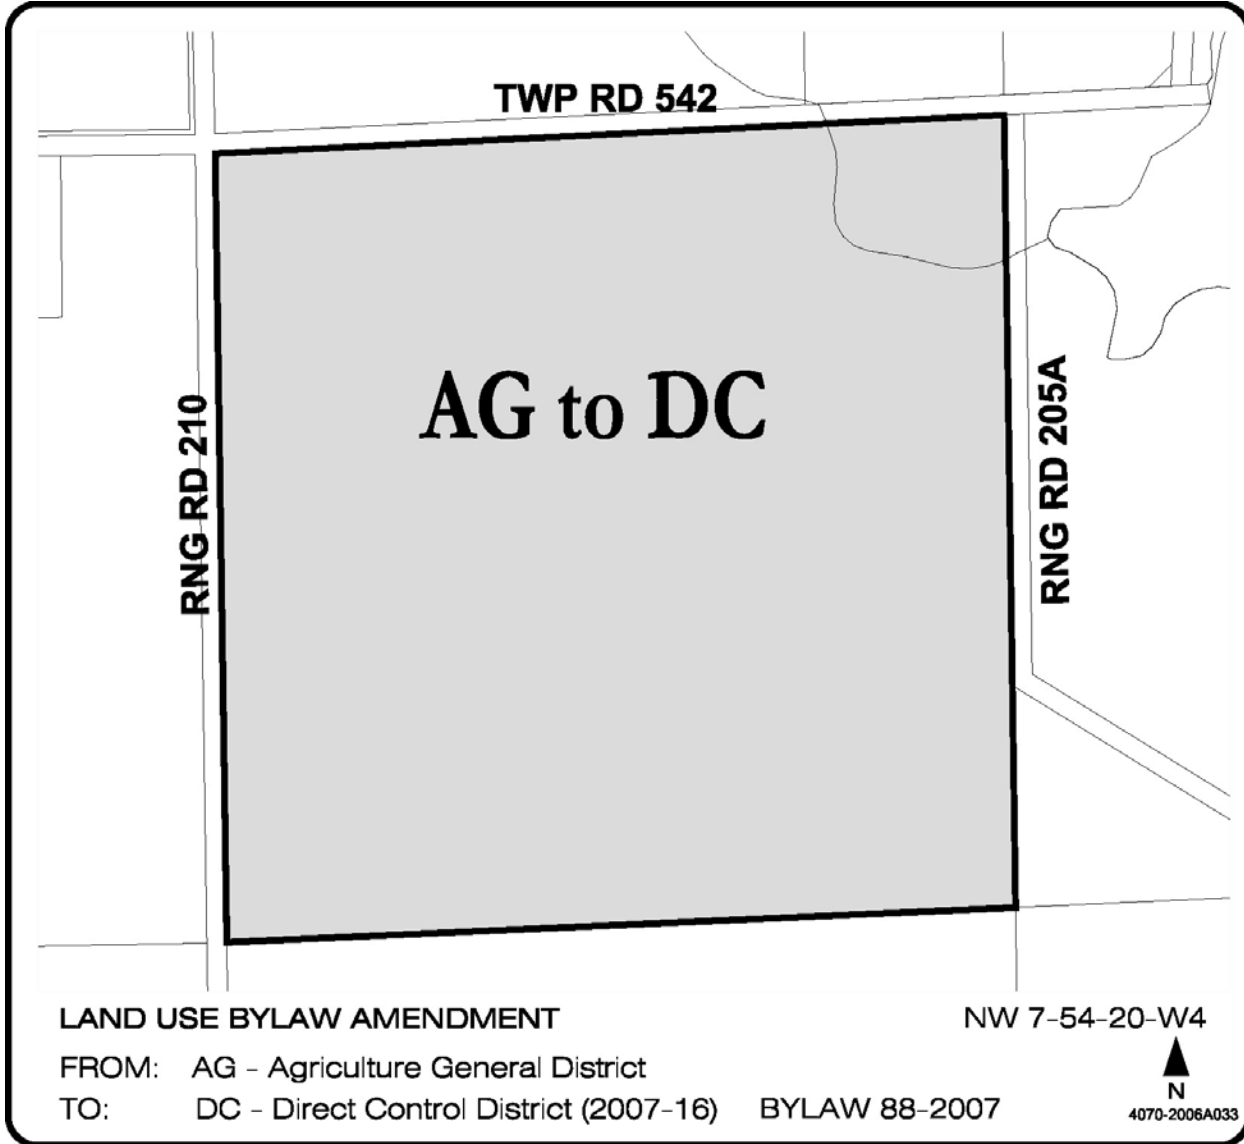 TWP RD 542
AG to DC
RNG RD 210
RNG RD 205A
LAND USE BYLAW AMENDMENT
NW 7-54-20-W4
FROM: AG - Agriculture General District
TO: DC - Direct Control District (2007-16) BYLAW 88-2007
N
4070-2006A033